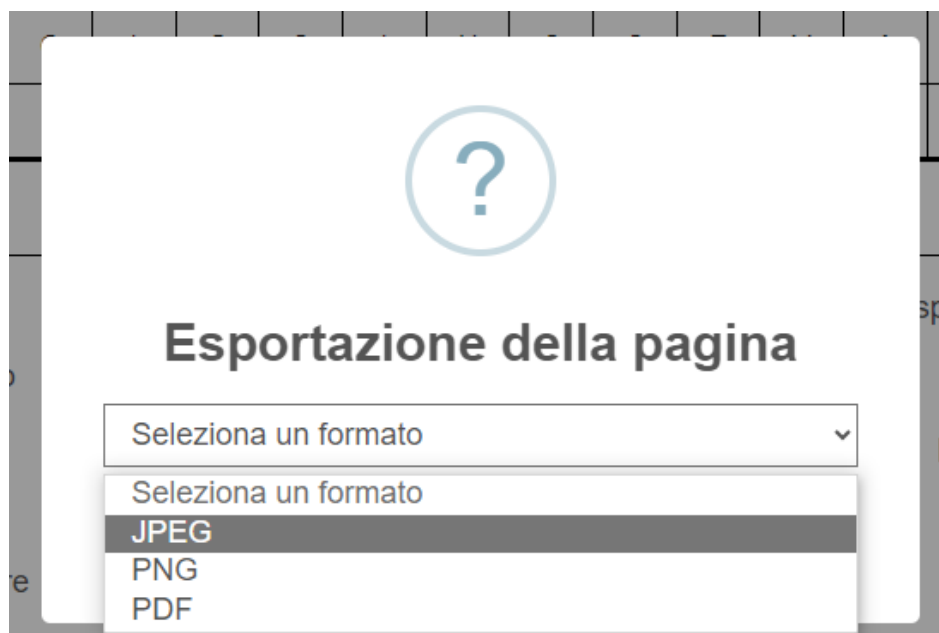 ?
Esportazione della pagina
Seleziona un formato
Seleziona un formato
JPEG
PNG
PDF